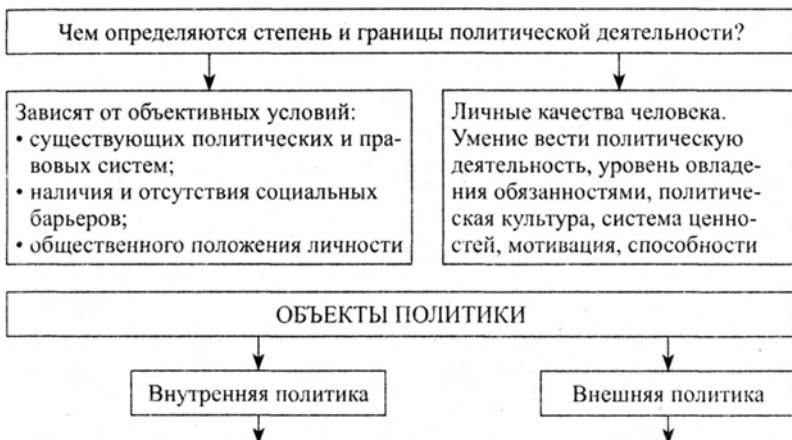 Чем определяются степень и границы политической деятельности?
Зависят от объективных условий:
• существующих политических и пра-
вовых систем;
• наличия и отсутствия социальных
барьеров;
• общественного положения личности
Личные качества человека.
Умение вести политическую
деятельность, уровень овладе-
ния обязанностями, политиче-
ская культура, система ценно-
стей, мотивация, способности
ОБЪЕКТЫ ПОЛИТИКИ
Внутренняя политика
Внешняя политика